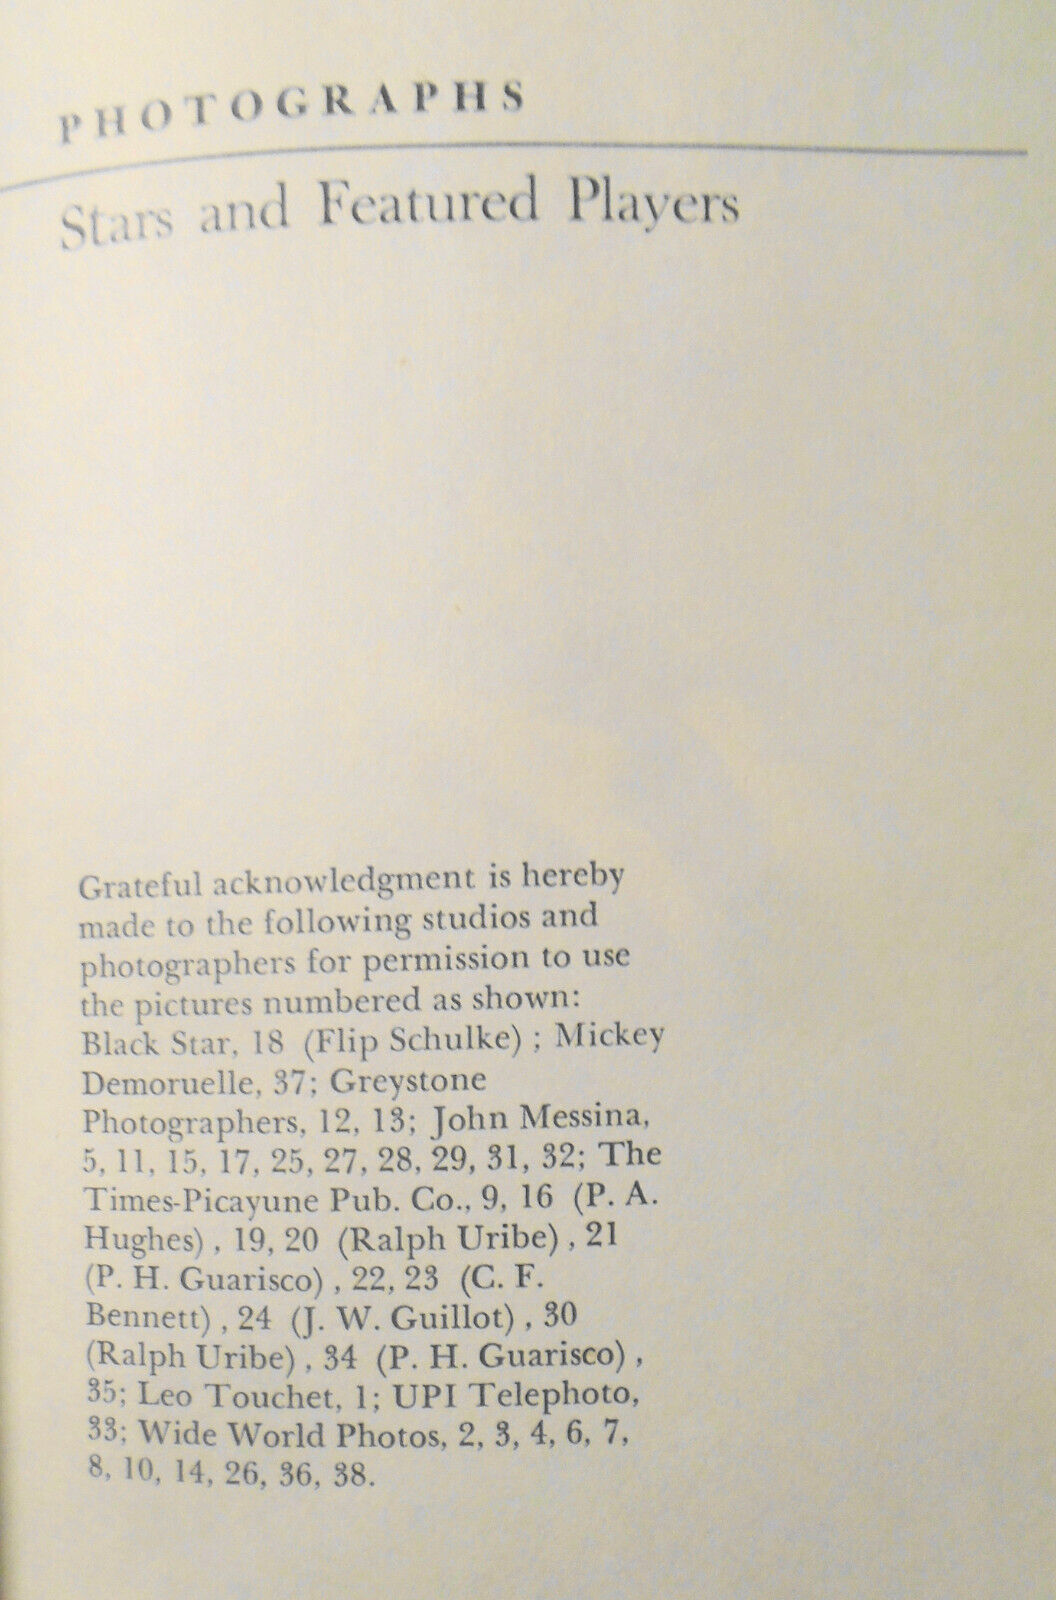 PHOTOGRAPHS
Stars and Featured Players
Grateful acknowledgment is hereby
made to the following studios and
photographers for permission to use
the pictures numbered as shown:
Black Star, 18 (Flip Schulke) ; Mickey
Demoruelle, 37; Greystone
Photographers, 12, 13; John Messina,
5, 11, 15, 17, 25, 27, 28, 29, 31, 32; The
Times-Picayune Pub. Co., 9, 16 (P. A.
Hughes) , 19, 20 (Ralph Uribe) , 21
(P. H. Guarisco) , 22, 23 (C. F.
Bennett) , 24 (J. W. Guillot) , 30
(Ralph Uribe) , 34 (P. H. Guarisco) ,
35; Leo Touchet, 1; UPI Telephoto,
33; Wide World Photos, 2, 3, 4, 6, 7,
8, 10, 14, 26, 36, 38.